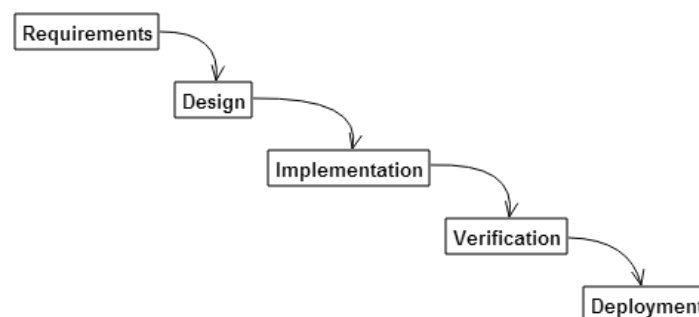 Requirements
Design
Implementation
Verification
Deployment